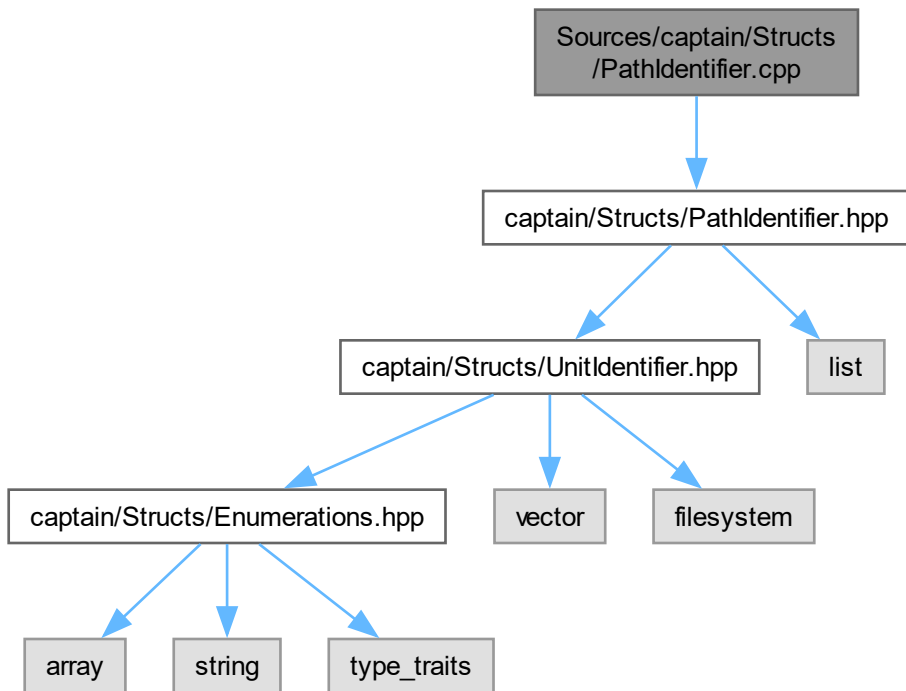 Sources/captain/Structs
/PathIdentifier.cpp
captain/Structs/PathIdentifier.hpp
captain/Structs/UnitIdentifier.hpp
list
captain/Structs/Enumerations.hpp
vector
filesystem
array
string
type_traits